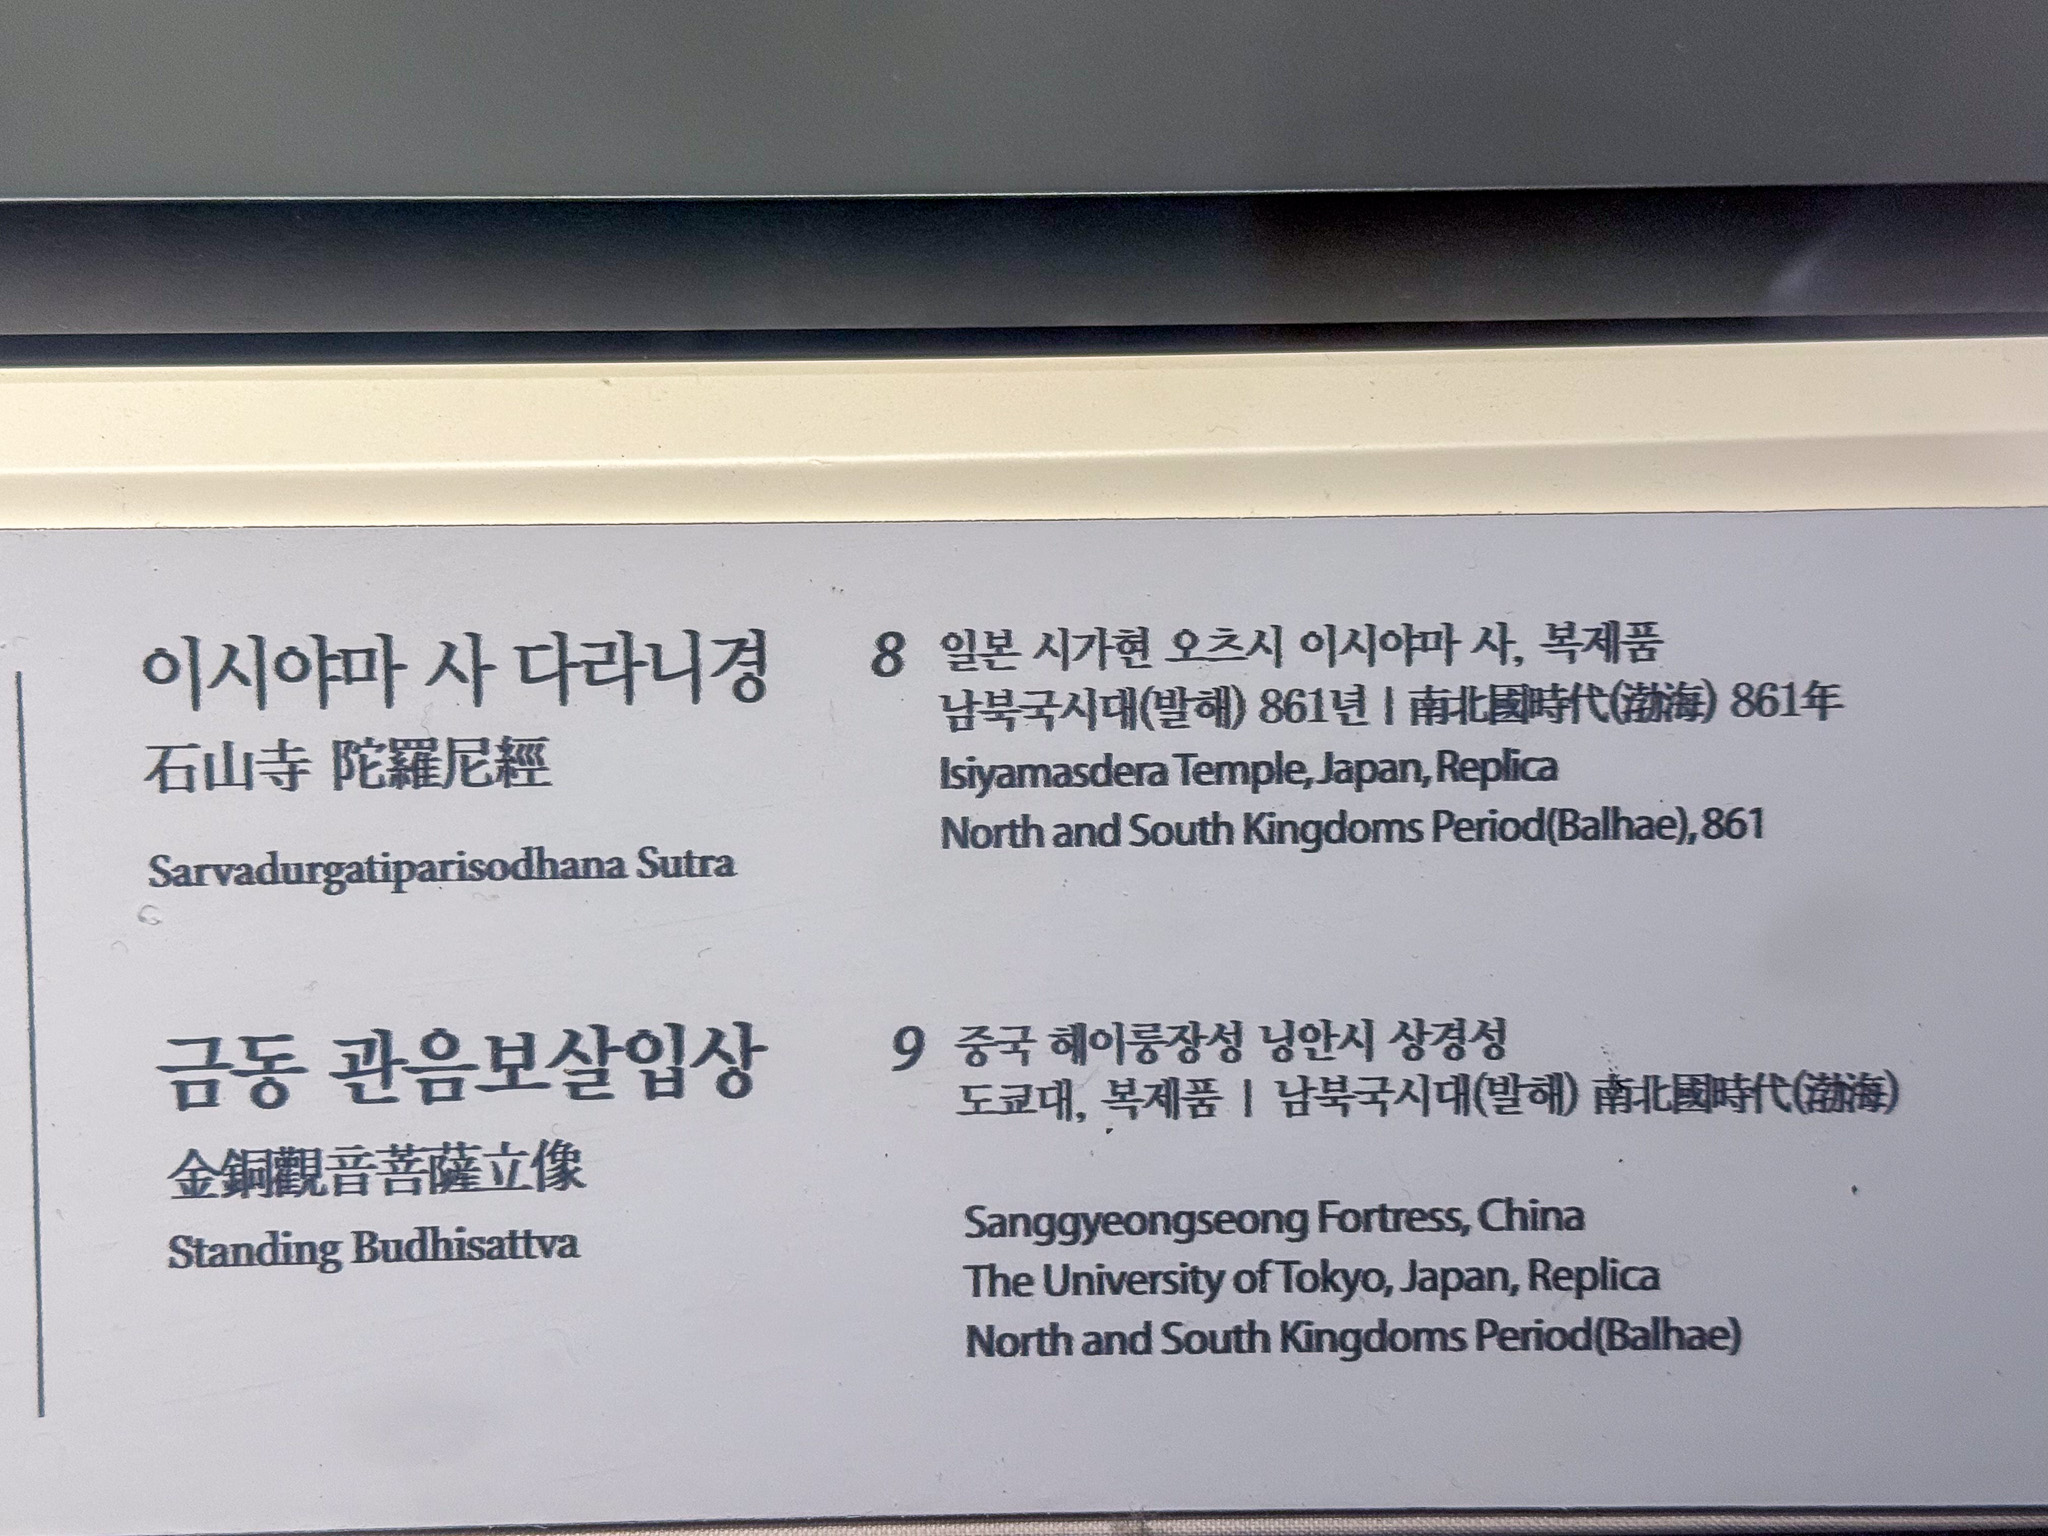 이시야마 사 다라니경
石山寺 陀羅尼經
Sarvadurgatiparisodhana Sutra
8 일본 시가현 오츠시 이시야마 사, 복제품
남북국시대(발해) 861년 | 南北國時代(渤海) 861年
Isiyamasdera Temple, Japan, Replica
North and South Kingdoms Period(Balhae), 861
금동 관음보살입상
金銅觀音菩薩立像
Standing Budhisattva
9 중국 헤이룽장성 닝안시 상경성
도쿄대, 복제품 | 남북국시대(발해) 南北國時代(渤海)
Sanggyeongseong Fortress, China
The University of Tokyo, Japan, Replica
North and South Kingdoms Period(Balhae)